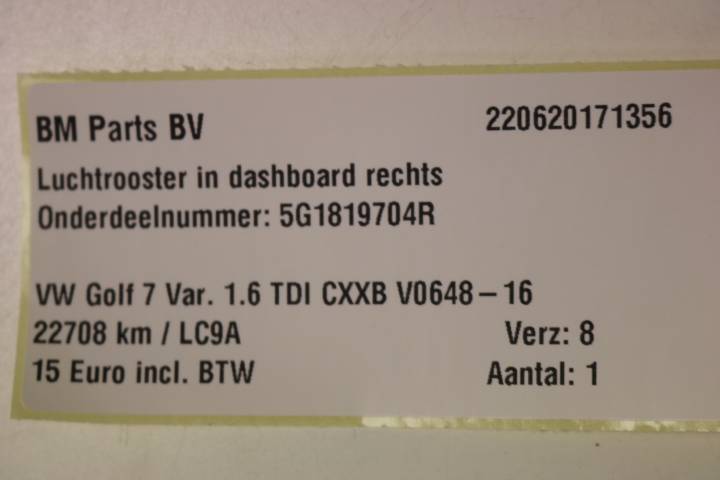 BM Parts BV 220620171356
Luchtrooster in dashboard rechts
Onderdeelnummer: 5G1819704R
VW Golf 7 Var. 1.6 TDI CXXB V0648-16
22708 km / LC9A Verz: 8
15 Euro incl. BTW Aantal: 1